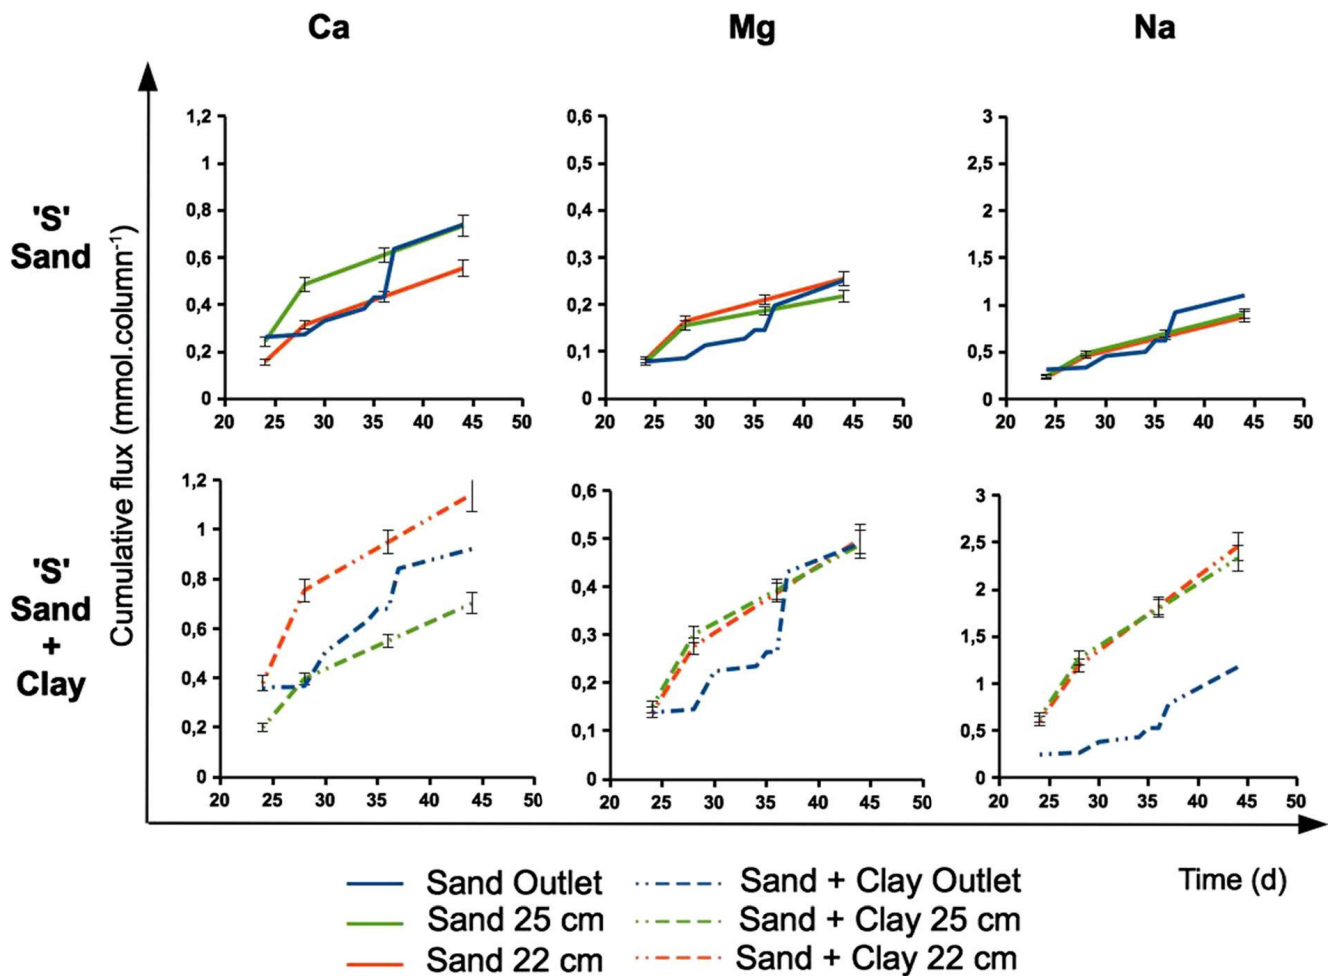 Ca
Mg
Na
Cumulative flux (mmol.column⁻¹)
'S'
Sand
1,2
1
0,8
0,6
0,4
0,2
0
20 25 30 35 40 45 50
0,6
0,5
0,4
0,3
0,2
0,1
0
20 25 30 35 40 45 50
3
2,5
2
1,5
1
0,5
0
20 25 30 35 40 45 50
'S'
Sand
+
Clay
1,2
1
0,8
0,6
0,4
0,2
0
20 25 30 35 40 45 50
0,6
0,5
0,4
0,3
0,2
0,1
0
20 25 30 35 40 45 50
3
2,5
2
1,5
1
0,5
0
20 25 30 35 40 45 50
Time (d)
Sand Outlet
Sand 25 cm
Sand 22 cm
Sand + Clay Outlet
Sand + Clay 25 cm
Sand + Clay 22 cm